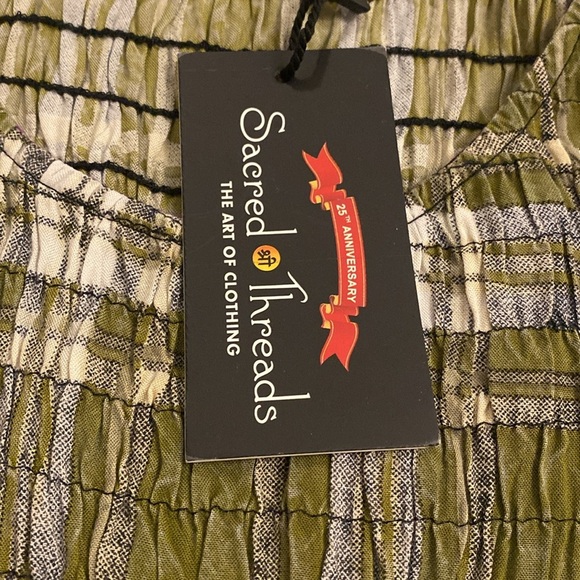 Sacred श्री Threads
THE ART OF CLOTHING
25TH ANNIVERSARY